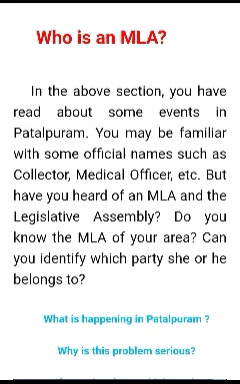 Who is an MLA?
In the above section, you have
read about some events in
Patalpuram. You may be familiar
with some official names such as
Collector, Medical Officer, etc. But
have you heard of an MLA and the
Legislative Assembly? Do you
know the MLA of your area? Can
you identify which party she or he
belongs to?
What is happening in Patalpuram ?
Why is this problem serious?